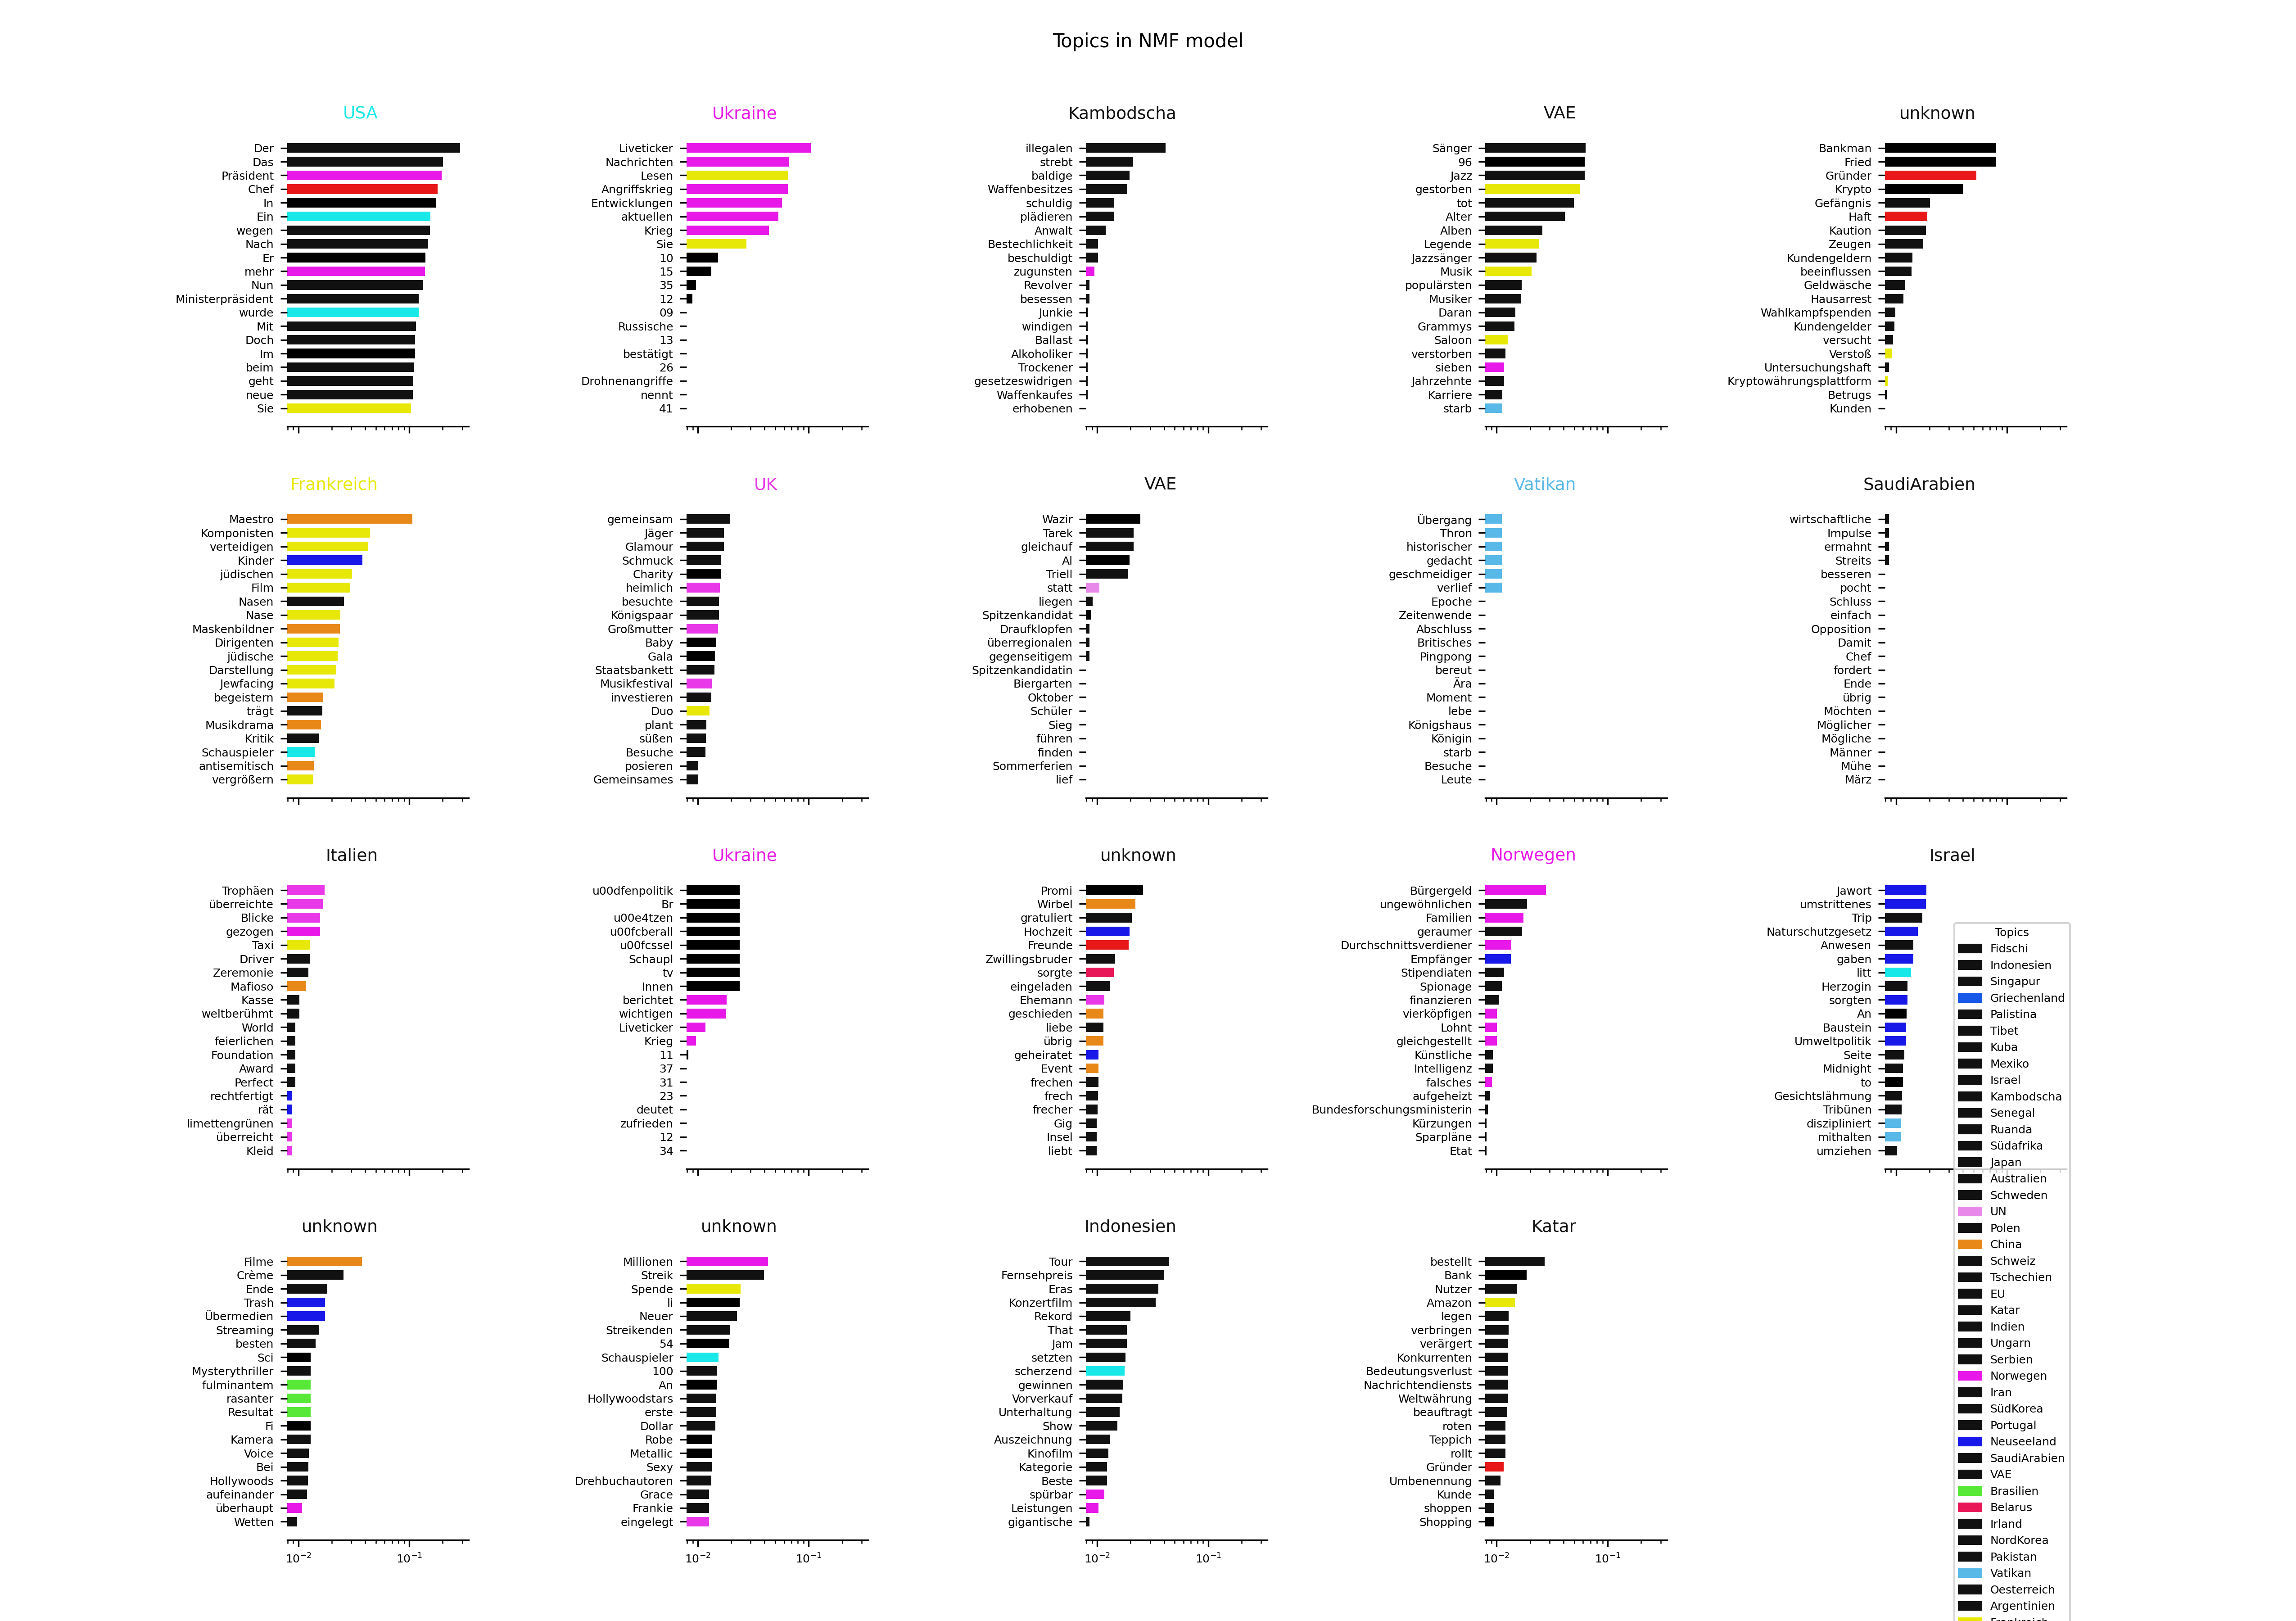 Topics in NMF model
USA
Der
Das
Präsident
Chef
In
Ein
wegen
Nach
Er
mehr
Nun
Ministerpräsident
wurde
Mit
Doch
Im
beim
geht
neue
Sie
Ukraine
Liveticker
Nachrichten
Lesen
Angriffskrieg
Entwicklungen
aktuellen
Krieg
Sie
10
15
35
12
09
Russische
13
bestätigt
26
Drohnenangriffe
nennt
41
Kambodscha
illegalen
strebt
baldige
Waffenbesitzes
schuldig
plädieren
Anwalt
Bestechlichkeit
beschuldigt
zugunsten
Revolver
besessen
Junkie
windigen
Ballast
Alkoholiker
Trockener
gesetzeswidrigen
Waffenkaufes
erhobenen
VAE
Sänger
96
Jazz
gestorben
tot
Alter
Alben
Legende
Jazzsänger
Musik
populärsten
Musiker
Daran
Grammys
Saloon
verstorben
sieben
Jahrzehnte
Karriere
starb
unknown
Bankman
Fried
Gründer
Krypto
Gefängnis
Haft
Kaution
Zeugen
Kundengeldern
beeinflussen
Geldwäsche
Hausarrest
Wahlkampfspenden
Kundengelder
versucht
Verstoß
Untersuchungshaft
Kryptowährungsplattform
Betrugs
Kunden
Frankreich
Maestro
Komponisten
verteidigen
Kinder
jüdischen
Film
Nasen
Nase
Maskenbildner
Dirigenten
jüdische
Darstellung
Jewfacing
begeistern
trägt
Musikdrama
Kritik
Schauspieler
antisemitisch
vergrößern
UK
gemeinsam
Jäger
Glamour
Schmuck
Charity
heimlich
besuchte
Königspaar
Großmutter
Baby
Gala
Staatsbankett
Musikfestival
investieren
Duo
plant
süßen
Besuche
posieren
Gemeinsames
VAE
Wazir
Tarek
gleichauf
Al
Triell
statt
liegen
Spitzenkandidat
Draufklopfen
überregionalen
gegenseitigem
Spitzenkandidatin
Biergarten
Oktober
Schüler
Sieg
führen
finden
Sommerferien
lief
Vatikan
Übergang
Thron
historischer
gedacht
geschmeidiger
verlief
Epoche
Zeitenwende
Abschluss
Britisches
Pingpong
bereut
Ära
Moment
lebe
Königshaus
Königin
starb
Besuche
Leute
SaudiArabien
wirtschaftliche
Impulse
ermahnt
Streits
besseren
pocht
Schluss
einfach
Opposition
Damit
Chef
fordert
Ende
übrig
Möchten
Möglicher
Mögliche
Männer
Mühe
März
Italien
Trophäen
überreichte
Blicke
gezogen
Taxi
Driver
Zeremonie
Mafioso
Kasse
weltberühmt
World
feierlichen
Foundation
Award
Perfect
rechtfertigt
rät
limettengrünen
überreicht
Kleid
Ukraine
u00dfenpolitik
Br
u00e4tzen
u00fcberall
u00fcssel
Schaupl
tv
Innen
berichtet
wichtigen
Liveticker
Krieg
11
37
31
23
deutet
zufrieden
12
34
unknown
Promi
Wirbel
gratuliert
Hochzeit
Freunde
Zwillingsbruder
sorgte
eingeladen
Ehemann
geschieden
liebe
übrig
geheiratet
Event
frechen
frech
frecher
Gig
Insel
liebt
Norwegen
Bürgergeld
ungewöhnlichen
Familien
geraumer
Durchschnittsverdiener
Empfänger
Stipendiaten
Spionage
finanzieren
vierköpfigen
Lohnt
gleichgestellt
Künstliche
Intelligenz
falsches
aufgeheizt
Bundesforschungsministerin
Kürzungen
Sparpläne
Etat
Israel
Jawort
umstrittenes
Trip
Naturschutzgesetz
Anwesen
gaben
litt
Herzogin
sorgten
An
Baustein
Umweltpolitik
Seite
Midnight
to
Gesichtslähmung
Tribünen
diszipliniert
mithalten
umziehen
unknown
Filme
Crème
Ende
Trash
Übermedien
Streaming
besten
Sci
Mysterythriller
fulminantem
rasanter
Resultat
Fi
Kamera
Voice
Bei
Hollywoods
aufeinander
überhaupt
Wetten
10⁻² 10⁻¹
unknown
Millionen
Streik
Spende
li
Neuer
Streikenden
54
Schauspieler
100
An
Hollywoodstars
erste
Dollar
Robe
Metallic
Sexy
Drehbuchautoren
Grace
Frankie
eingelegt
10⁻² 10⁻¹
Indonesien
Tour
Fernsehpreis
Eras
Konzertfilm
Rekord
That
Jam
setzten
scherzend
gewinnen
Vorverkauf
Unterhaltung
Show
Auszeichnung
Kinofilm
Kategorie
Beste
spürbar
Leistungen
gigantische
10⁻² 10⁻¹
Katar
bestellt
Bank
Nutzer
Amazon
legen
verbringen
verärgert
Konkurrenten
Bedeutungsverlust
Nachrichtendiensts
Weltwährung
beauftragt
roten
Teppich
rollt
Gründer
Umbenennung
Kunde
shoppen
Shopping
10⁻² 10⁻¹
Topics
Fidschi
Indonesien
Singapur
Griechenland
Palistina
Tibet
Kuba
Mexiko
Israel
Kambodscha
Senegal
Ruanda
Südafrika
Japan
Australien
Schweden
UN
Polen
China
Schweiz
Tschechien
EU
Katar
Indien
Ungarn
Serbien
Norwegen
Iran
SüdKorea
Portugal
Neuseeland
SaudiArabien
VAE
Brasilien
Belarus
Irland
NordKorea
Pakistan
Vatikan
Oesterreich
Argentinien
Frankreich